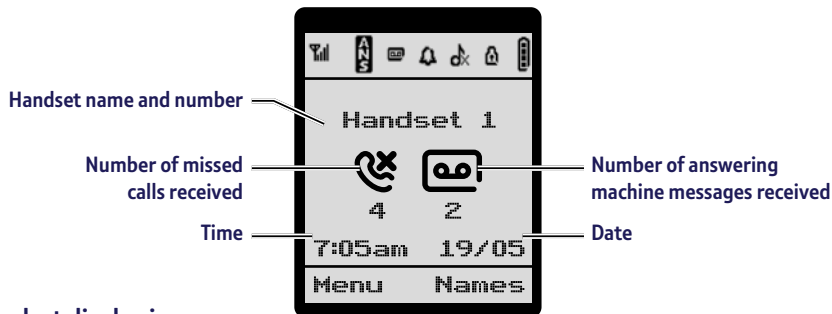 ANS
Handset name and number
Handset 1
Number of missed
calls received
Number of answering
machine messages received
4 2
Time
Date
7:05am 19/05
Menu Names
display